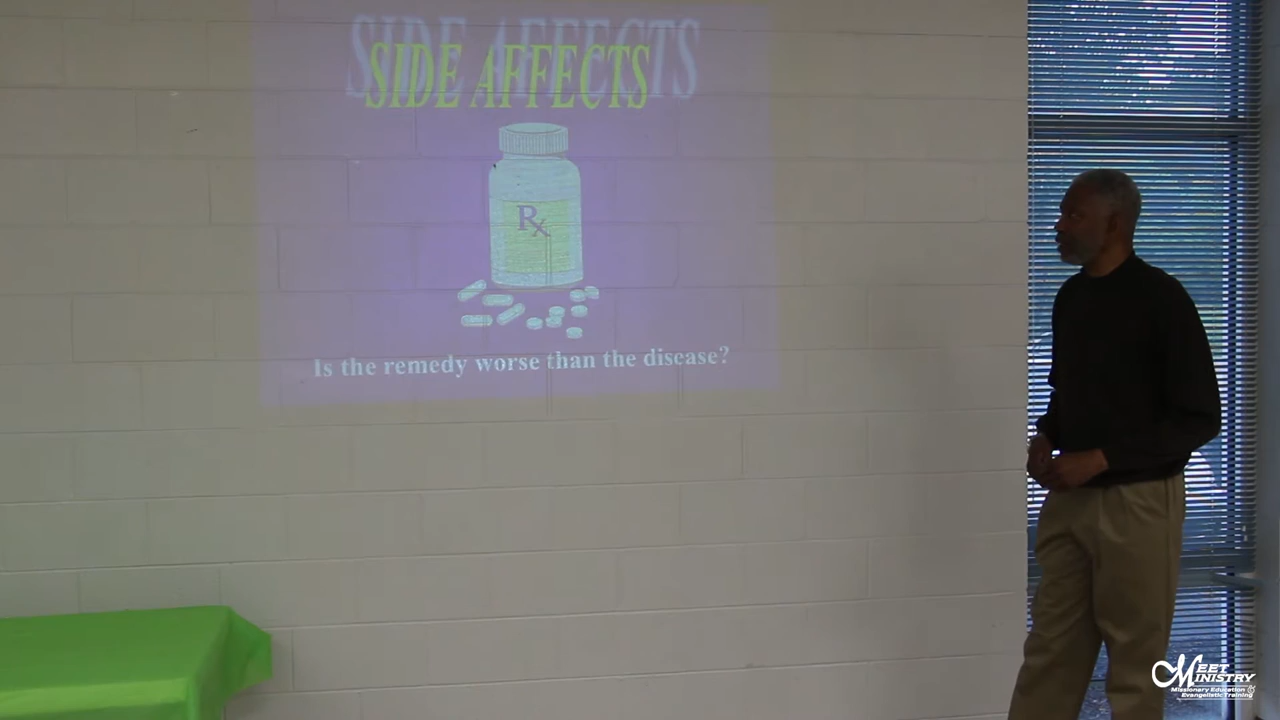 SIDE AFFECTS
Rx
Is the remedy worse than the disease?
MEET
MINISTRY
Missionary Education &
Evangelistic Training